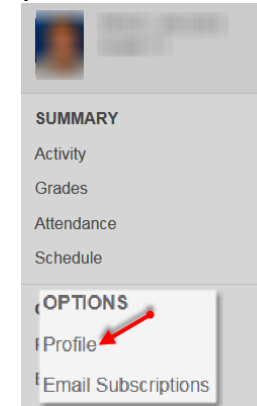 SUMMARY
Activity
Grades
Attendance
Schedule
OPTIONS
Profile
Email Subscriptions